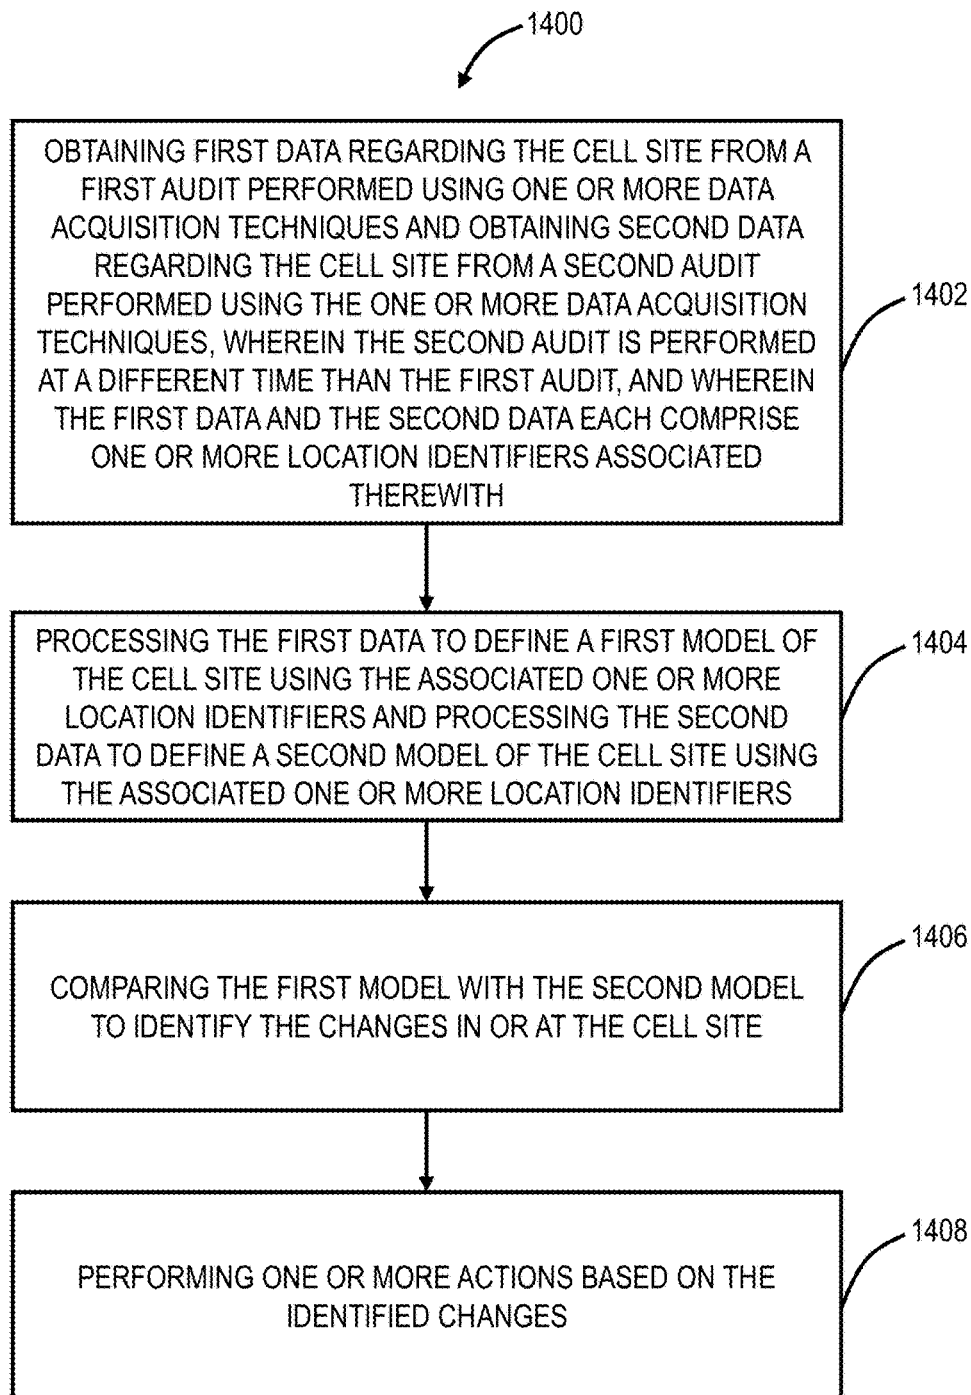 1400
OBTAINING FIRST DATA REGARDING THE CELL SITE FROM A
FIRST AUDIT PERFORMED USING ONE OR MORE DATA
ACQUISITION TECHNIQUES AND OBTAINING SECOND DATA
REGARDING THE CELL SITE FROM A SECOND AUDIT
PERFORMED USING THE ONE OR MORE DATA ACQUISITION
TECHNIQUES, WHEREIN THE SECOND AUDIT IS PERFORMED
AT A DIFFERENT TIME THAN THE FIRST AUDIT, AND WHEREIN
THE FIRST DATA AND THE SECOND DATA EACH COMPRISE
ONE OR MORE LOCATION IDENTIFIERS ASSOCIATED
THEREWITH
1402
PROCESSING THE FIRST DATA TO DEFINE A FIRST MODEL OF
THE CELL SITE USING THE ASSOCIATED ONE OR MORE
LOCATION IDENTIFIERS AND PROCESSING THE SECOND
DATA TO DEFINE A SECOND MODEL OF THE CELL SITE USING
THE ASSOCIATED ONE OR MORE LOCATION IDENTIFIERS
1404
COMPARING THE FIRST MODEL WITH THE SECOND MODEL
TO IDENTIFY THE CHANGES IN OR AT THE CELL SITE
1406
PERFORMING ONE OR MORE ACTIONS BASED ON THE
IDENTIFIED CHANGES
1408